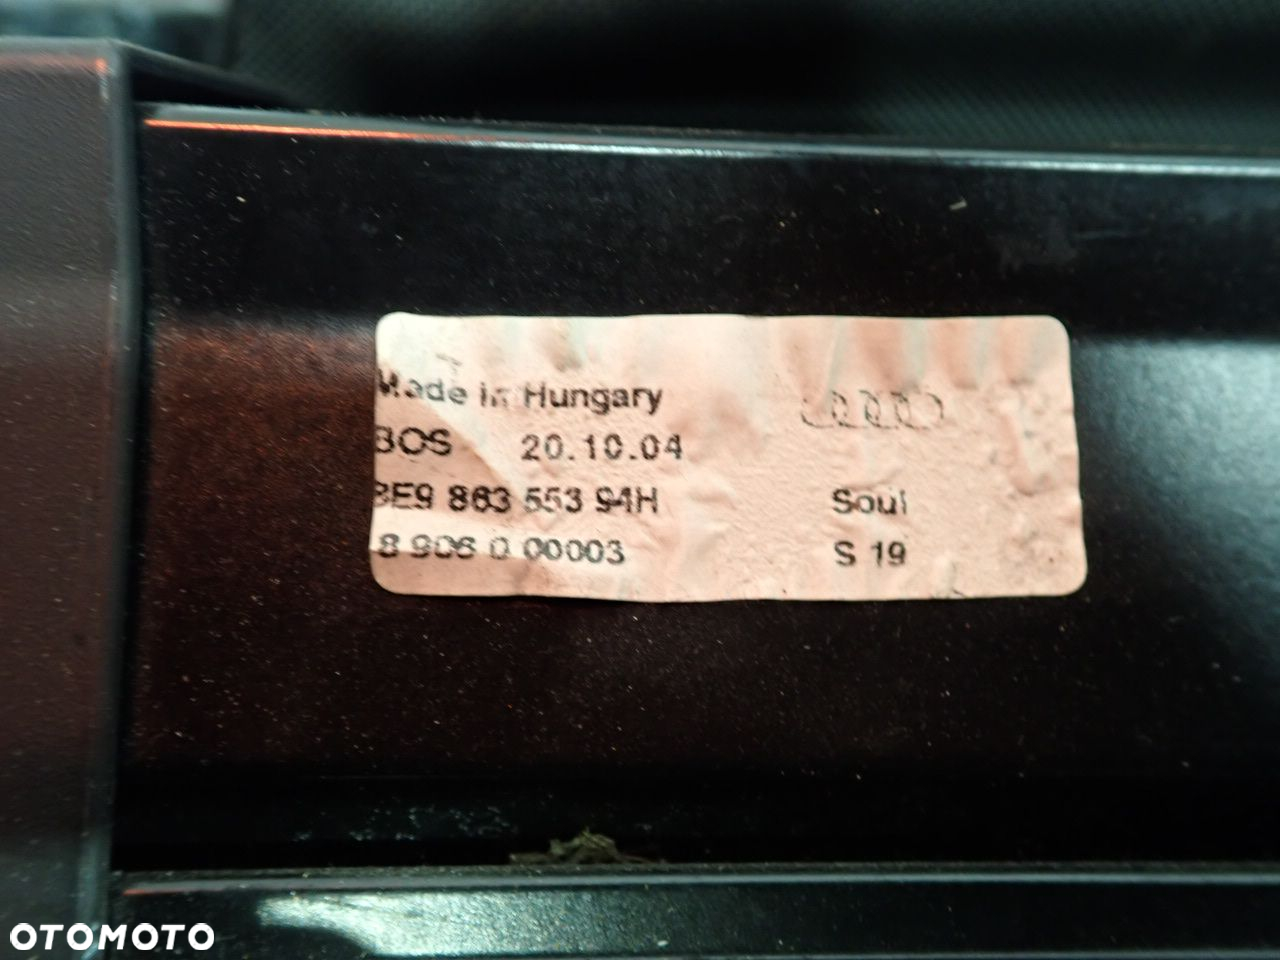 Made in Hungary
BOS 20.10.04
8E9 863 553 94H Soul
8 906 0 00003 S 19
OTOMOTO